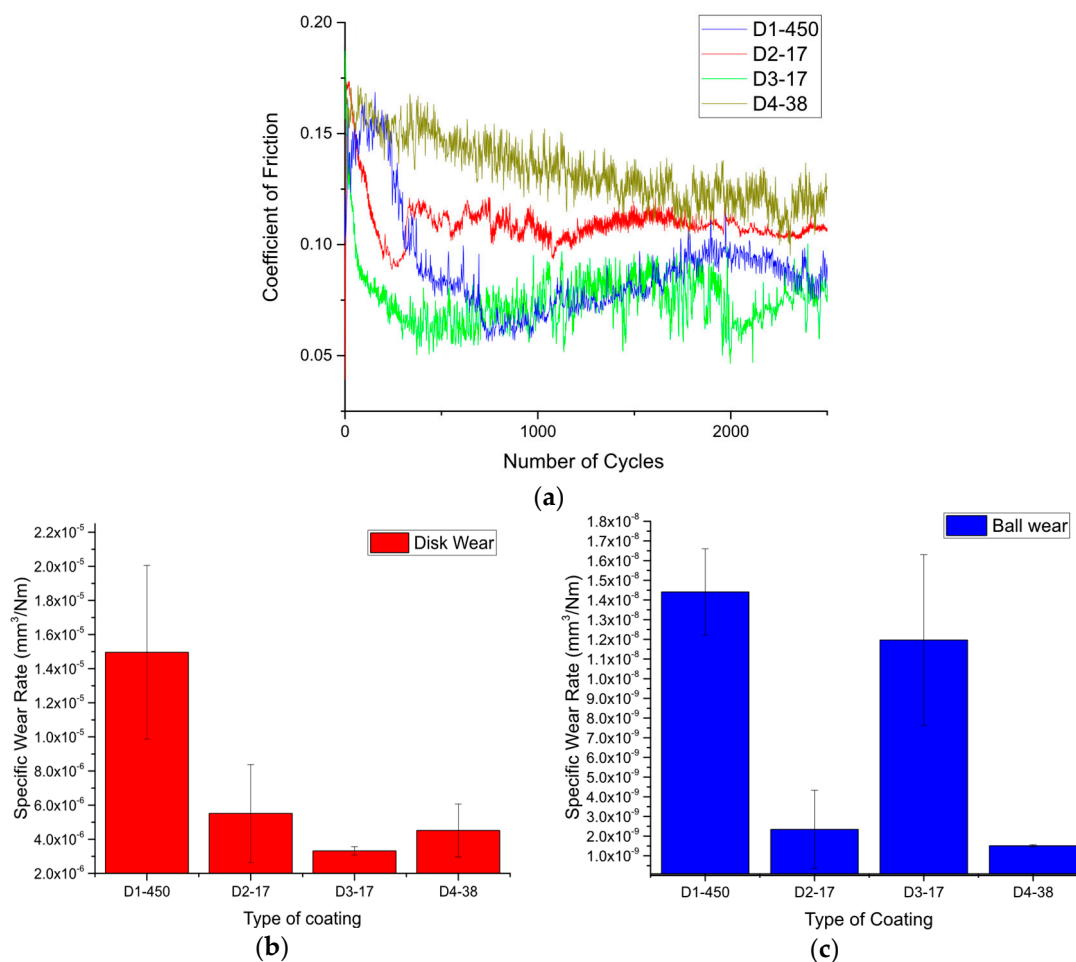 0.20
0.15
0.10
0.05
Coefficient of Friction
D1-450
D2-17
D3-17
D4-38
0
1000
2000
Number of Cycles
(a)
2.2x10⁻⁵
2.0x10⁻⁵
1.8x10⁻⁵
1.6x10⁻⁵
1.4x10⁻⁵
1.2x10⁻⁵
1.0x10⁻⁵
8.0x10⁻⁶
6.0x10⁻⁶
4.0x10⁻⁶
2.0x10⁻⁶
Specific Wear Rate (mm³/Nm)
Disk Wear
D1-450
D2-17
D3-17
D4-38
Type of coating
(b)
1.8x10⁻⁸
1.7x10⁻⁸
1.6x10⁻⁸
1.5x10⁻⁸
1.4x10⁻⁸
1.2x10⁻⁸
1.2x10⁻⁸
1.1x10⁻⁸
1.0x10⁻⁸
9.0x10⁻⁹
8.0x10⁻⁹
7.0x10⁻⁹
6.0x10⁻⁹
5.0x10⁻⁹
4.0x10⁻⁹
3.0x10⁻⁹
2.0x10⁻⁹
1.0x10⁻⁹
Specific Wear Rate (mm³/Nm)
Ball wear
D1-450
D2-17
D3-17
D4-38
Type of Coating
(c)